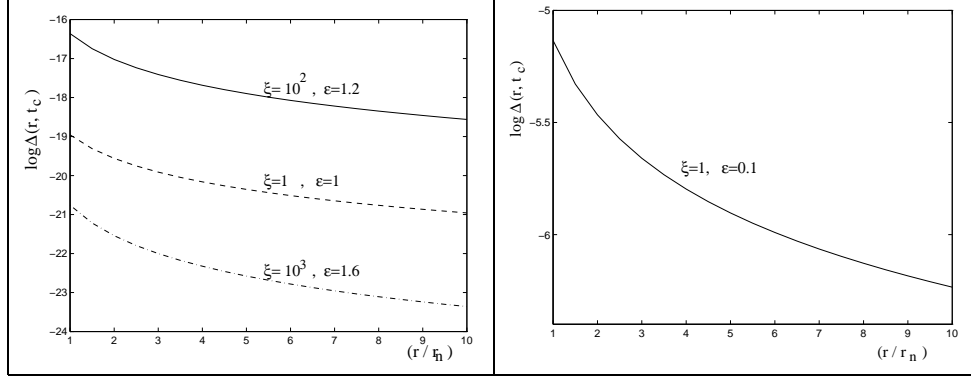 -16
-17
-18
-19
-20
-21
-22
-23
-24
log Δ (r, t_c)
ξ= 10^2 , ε=1.2
ξ=1 , ε=1
ξ= 10^3 , ε=1.6
1 2 3 4 5 6 7 8 9 10
(r / r_n)
-5
-5.5
-6
log Δ (r, t_c)
ξ=1, ε=0.1
1 2 3 4 5 6 7 8 9 10
(r / r_n)